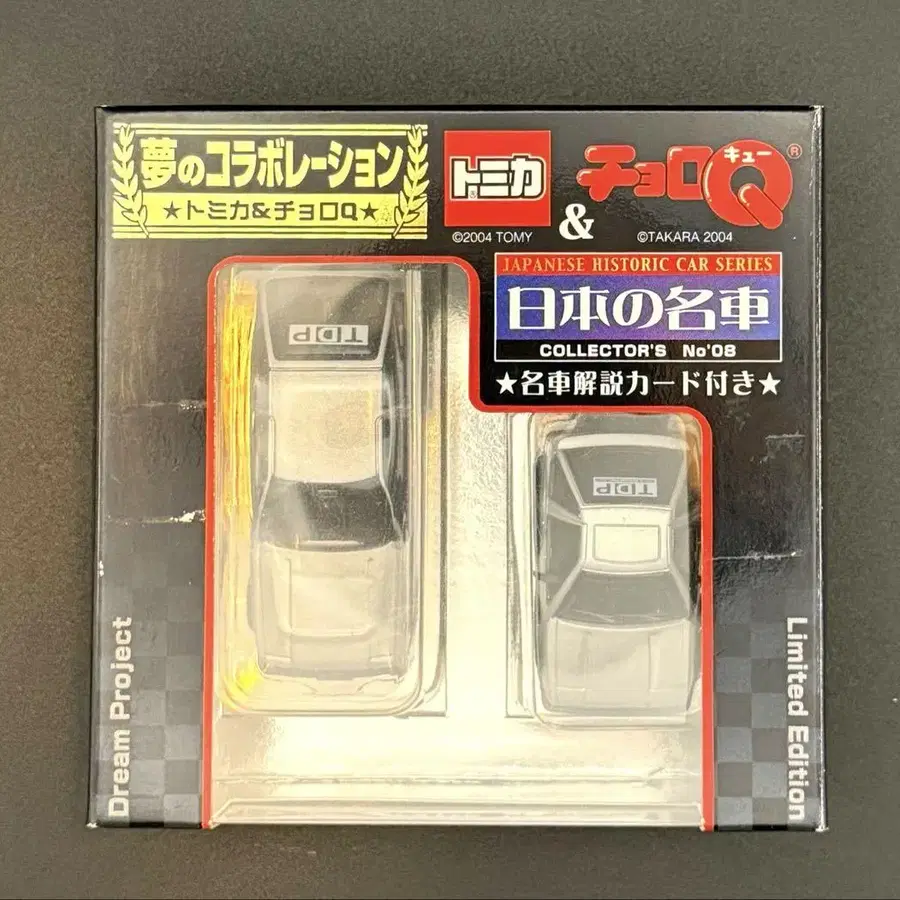 夢のコラボレーション
★トミカ&チョロQ★
トミカ
®
©2004 TOMY
&
チョロQ
キュー
®
©TAKARA 2004
JAPANESE HISTORIC CAR SERIES
日本の名車
COLLECTOR'S No'08
★名車解説カード付き★
TDP
TDP
Dream Project
Limited Edition